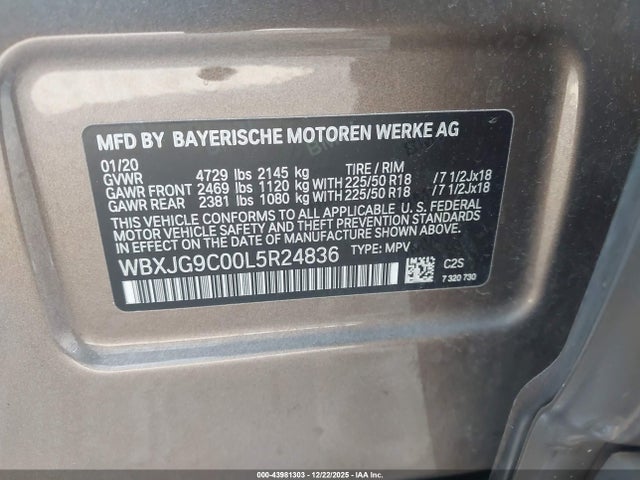 MFD BY BAYERISCHE MOTOREN WERKE AG
01/20 TIRE / RIM
GVWR 4729 lbs 2145 kg
GAWR FRONT 2469 lbs 1120 kg WITH 225/50 R18 /7 1/2Jx18
GAWR REAR 2381 lbs 1080 kg WITH 225/50 R18 /7 1/2Jx18
THIS VEHICLE CONFORMS TO ALL APPLICABLE U. S. FEDERAL
MOTOR VEHICLE SAFETY, BUMPER, AND THEFT PREVENTION
STANDARDS IN EFFECT ON THE DATE OF MANUFACTURE SHOWN ABOVE.
WBXJG9C00L5R24836 TYPE: MPV
C2S
7 320 730
000-43981303 - 12/22/2025 - IAAI, Inc.